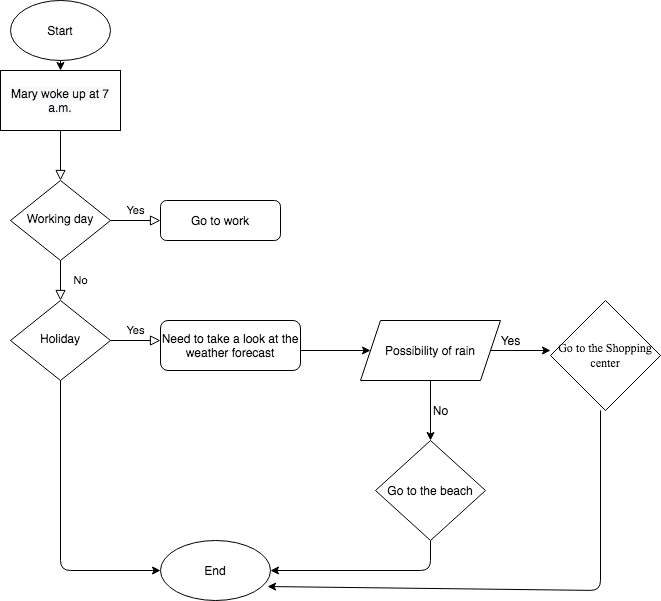 Start
Mary woke up at 7
a.m.
Working day
Yes
Go to work
No
Holiday
Yes
Need to take a look at the
weather forecast
Possibility of rain
Yes
Go to the Shopping
center
No
Go to the beach
End